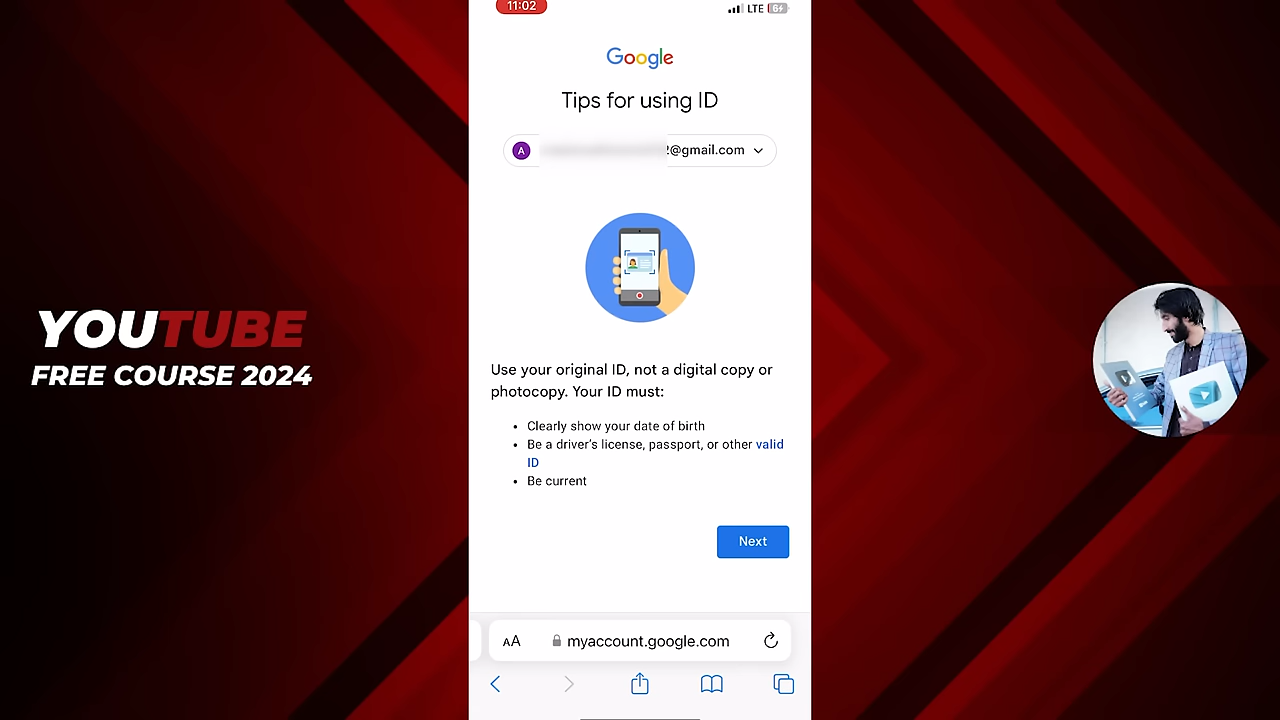 11:02
LTE 6
Google
Tips for using ID
A 2@gmail.com
Use your original ID, not a digital copy or
photocopy. Your ID must:
• Clearly show your date of birth
• Be a driver's license, passport, or other valid
ID
• Be current
Next
AA myaccount.google.com
YOUTUBE
FREE COURSE 2024